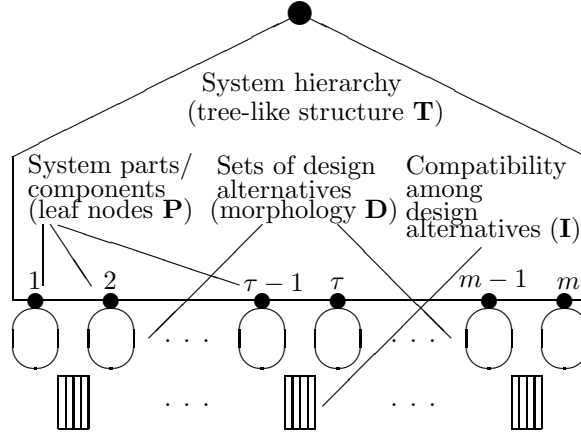 System hierarchy
(tree-like structure T)
System parts/
components
(leaf nodes P)
Sets of design
alternatives
(morphology D)
Compatibility
among
design
alternatives (I)
1 2 τ − 1 τ m − 1 m
. . . . . .
. . . . . .